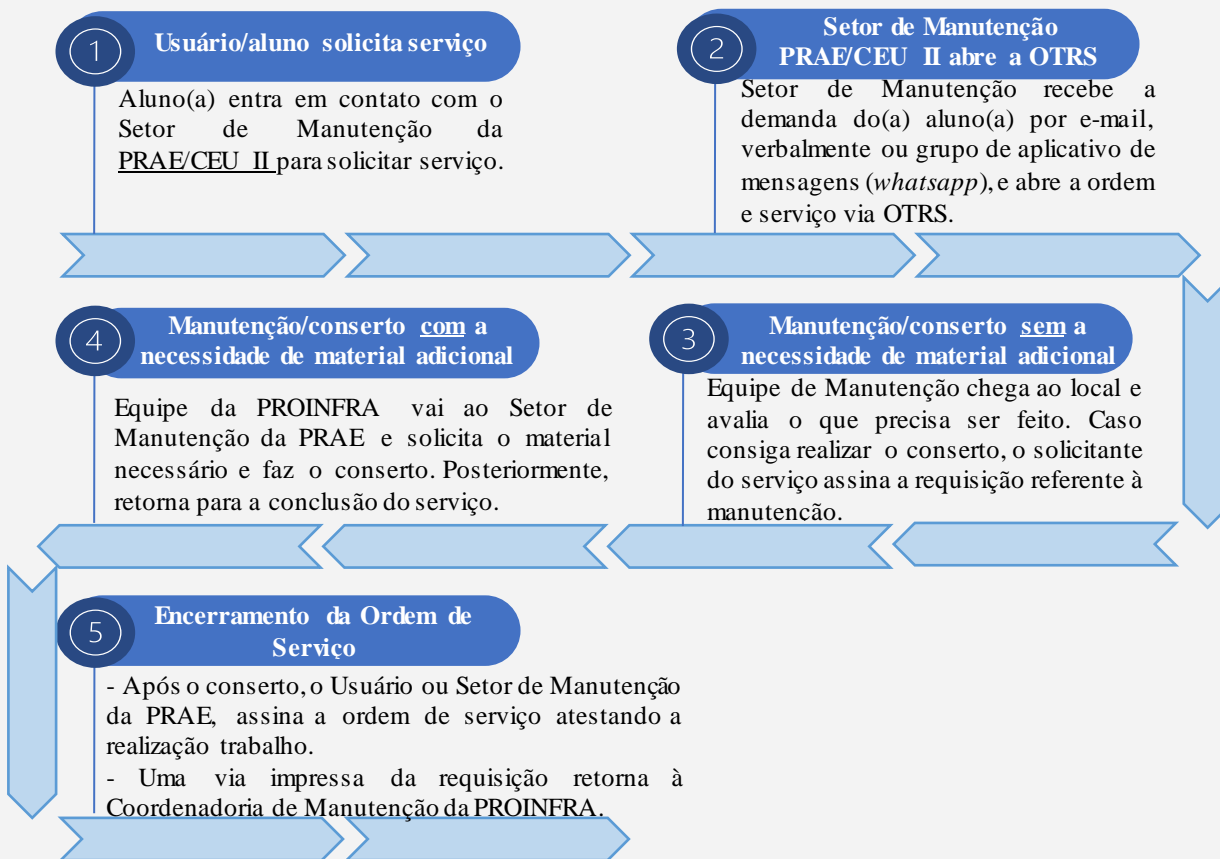 1
Usuário/aluno solicita serviço
Aluno(a) entra em contato com o
Setor de Manutenção da
PRAE/CEU II para solicitar serviço.
2
Setor de Manutenção
PRAE/CEU II abre a OTRS
Setor de Manutenção recebe a
demanda do(a) aluno(a) por e-mail,
verbalmente ou grupo de aplicativo de
mensagens (whatsapp), e abre a ordem
e serviço via OTRS.
3
Manutenção/conserto sem a
necessidade de material adicional
Equipe de Manutenção chega ao local e
avalia o que precisa ser feito. Caso
consiga realizar o conserto, o solicitante
do serviço assina a requisição referente à
manutenção.
4
Manutenção/conserto com a
necessidade de material adicional
Equipe da PROINFRA vai ao Setor de
Manutenção da PRAE e solicita o material
necessário e faz o conserto. Posteriormente,
retorna para a conclusão do serviço.
5
Encerramento da Ordem de
Serviço
- Após o conserto, o Usuário ou Setor de Manutenção
da PRAE, assina a ordem de serviço atestando a
realização trabalho.
- Uma via impressa da requisição retorna à
Coordenadoria de Manutenção da PROINFRA.